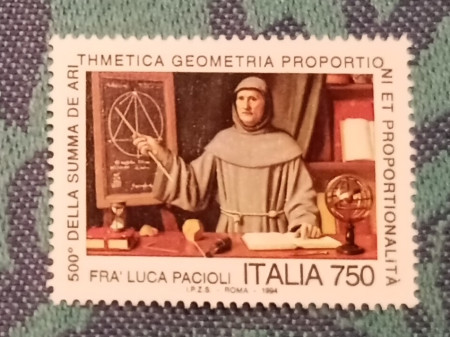 500° DELLA SUMMA DE ARITHMETICA GEOMETRIA PROPORTIONI ET PROPORTIONALITÀ
FRA' LUCA PACIOLI ITALIA 750
I.P.Z.S. - ROMA - 1994